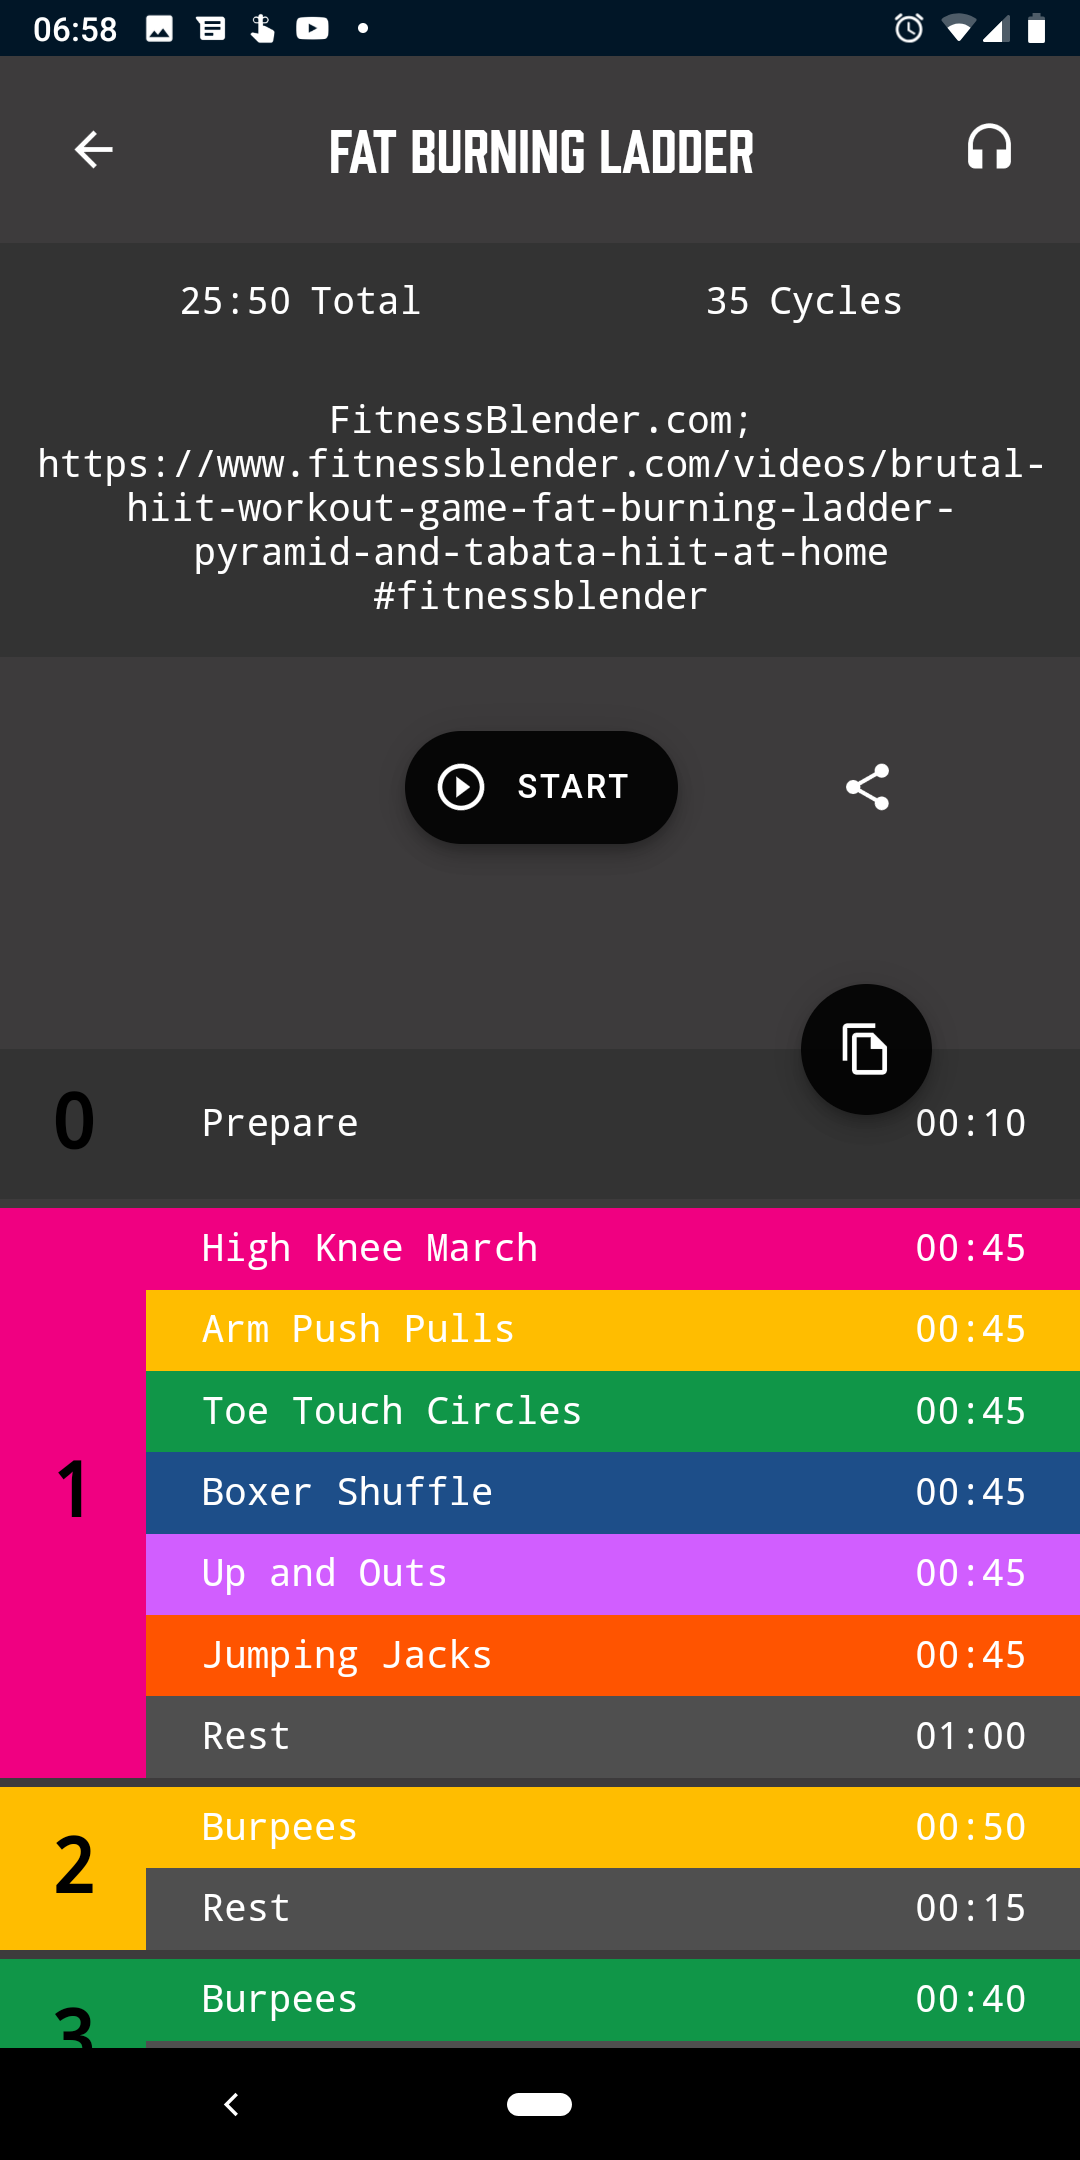 06:58
FAT BURNING LADDER
25:50 Total 35 Cycles
FitnessBlender.com;
https://www.fitnessblender.com/videos/brutal-
hiit-workout-game-fat-burning-ladder-
pyramid-and-tabata-hiit-at-home
#fitnessblender
START
0 Prepare 00:10
High Knee March 00:45
Arm Push Pulls 00:45
Toe Touch Circles 00:45
1 Boxer Shuffle 00:45
Up and Outs 00:45
Jumping Jacks 00:45
Rest 01:00
2 Burpees 00:50
Rest 00:15
3 Burpees 00:40